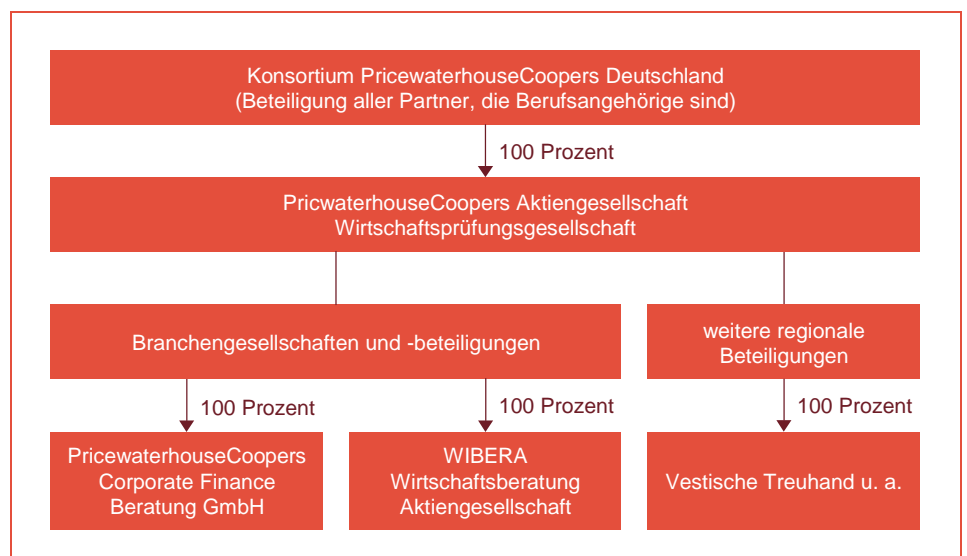 Konsortium PricewaterhouseCoopers Deutschland
(Beteiligung aller Partner, die Berufsangehörige sind)
100 Prozent
PricwaterhouseCoopers Aktiengesellschaft
Wirtschaftsprüfungsgesellschaft
Branchengesellschaften und -beteiligungen
weitere regionale
Beteiligungen
100 Prozent
100 Prozent
100 Prozent
PricewaterhouseCoopers
Corporate Finance
Beratung GmbH
WIBERA
Wirtschaftsberatung
Aktiengesellschaft
Vestische Treuhand u. a.